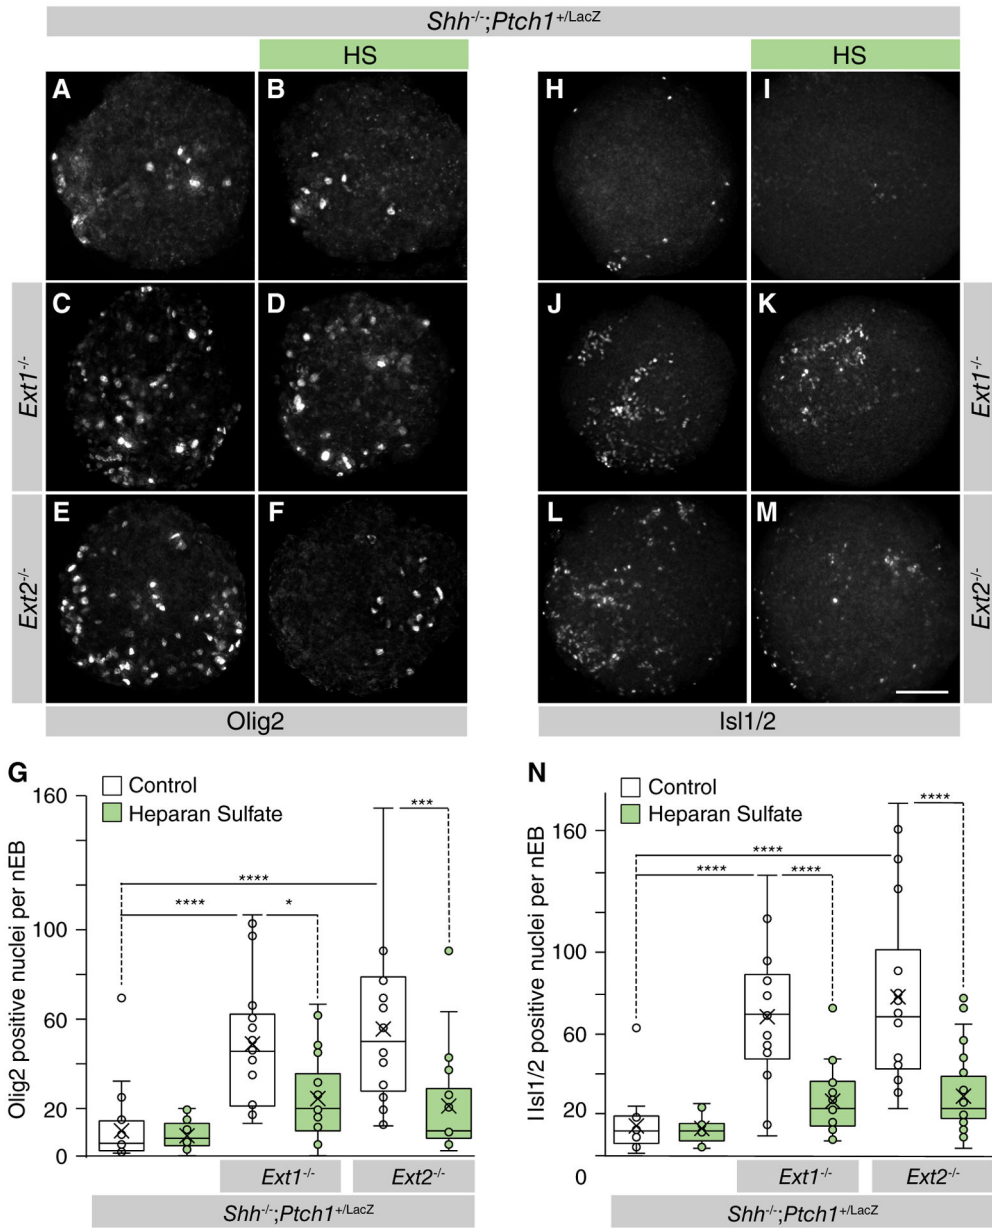 Shh-/-;Ptch1+/LacZ
HS HS
A B H I
C D J K
Ext1-/- Ext1-/-
E F L M
Ext2-/- Ext2-/-
Olig2 Isl1/2
G
Control
Heparan Sulfate
Olig2 positive nuclei per nEB
160
100
60
20
0
****
****
*
***
Ext1-/- Ext2-/-
Shh-/-;Ptch1+/LacZ
N
Control
Heparan Sulfate
IIsl1/2 positive nuclei per nEB
160
100
60
20
0
****
****
****
****
Ext1-/- Ext2-/-
Shh-/-;Ptch1+/LacZ